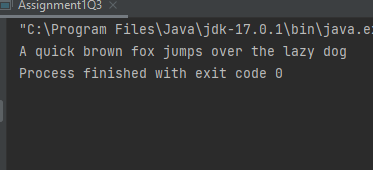 Assignment1Q3
"C:\Program Files\Java\jdk-17.0.1\bin\java.e
A quick brown fox jumps over the lazy dog
Process finished with exit code 0